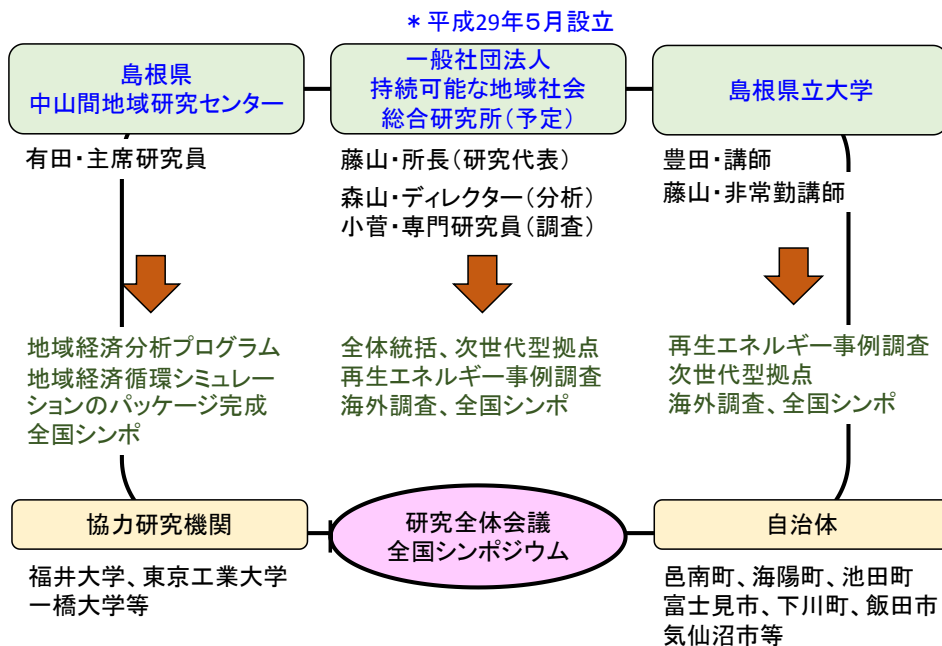 ＊平成29年５月設立
島根県
中山間地域研究センター
一般社団法人
持続可能な地域社会
総合研究所（予定）
島根県立大学
有田・主席研究員
藤山・所長（研究代表）
森山・ディレクター（分析）
小菅・専門研究員（調査）
豊田・講師
藤山・非常勤講師
地域経済分析プログラム
地域経済循環シミュレー
ションのパッケージ完成
全国シンポ
全体統括、次世代型拠点
再生エネルギー事例調査
海外調査、全国シンポ
再生エネルギー事例調査
次世代型拠点
海外調査、全国シンポ
協力研究機関
研究全体会議
全国シンポジウム
自治体
福井大学、東京工業大学
一橋大学等
邑南町、海陽町、池田町
富士見市、下川町、飯田市
気仙沼市等